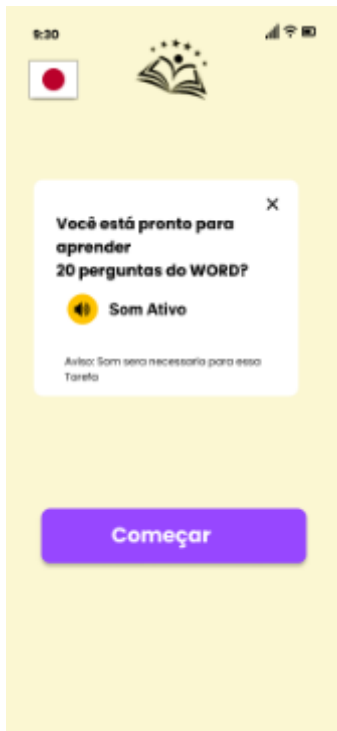 9:30
Você está pronto para
aprender
20 perguntas do WORD?
Som Ativo
Aviso: Som sera necessario para essa
Tarefa
Começar